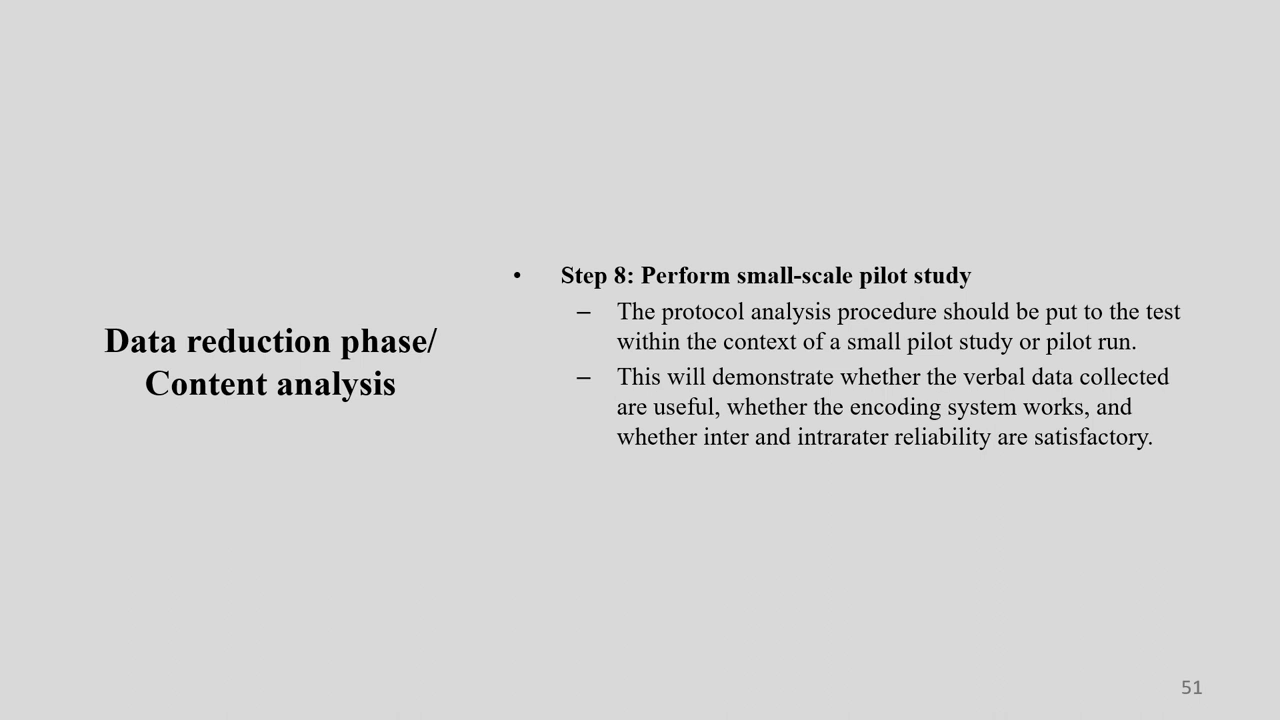 Data reduction phase/
Content analysis
• Step 8: Perform small-scale pilot study
– The protocol analysis procedure should be put to the test
within the context of a small pilot study or pilot run.
– This will demonstrate whether the verbal data collected
are useful, whether the encoding system works, and
whether inter and intrarater reliability are satisfactory.
51